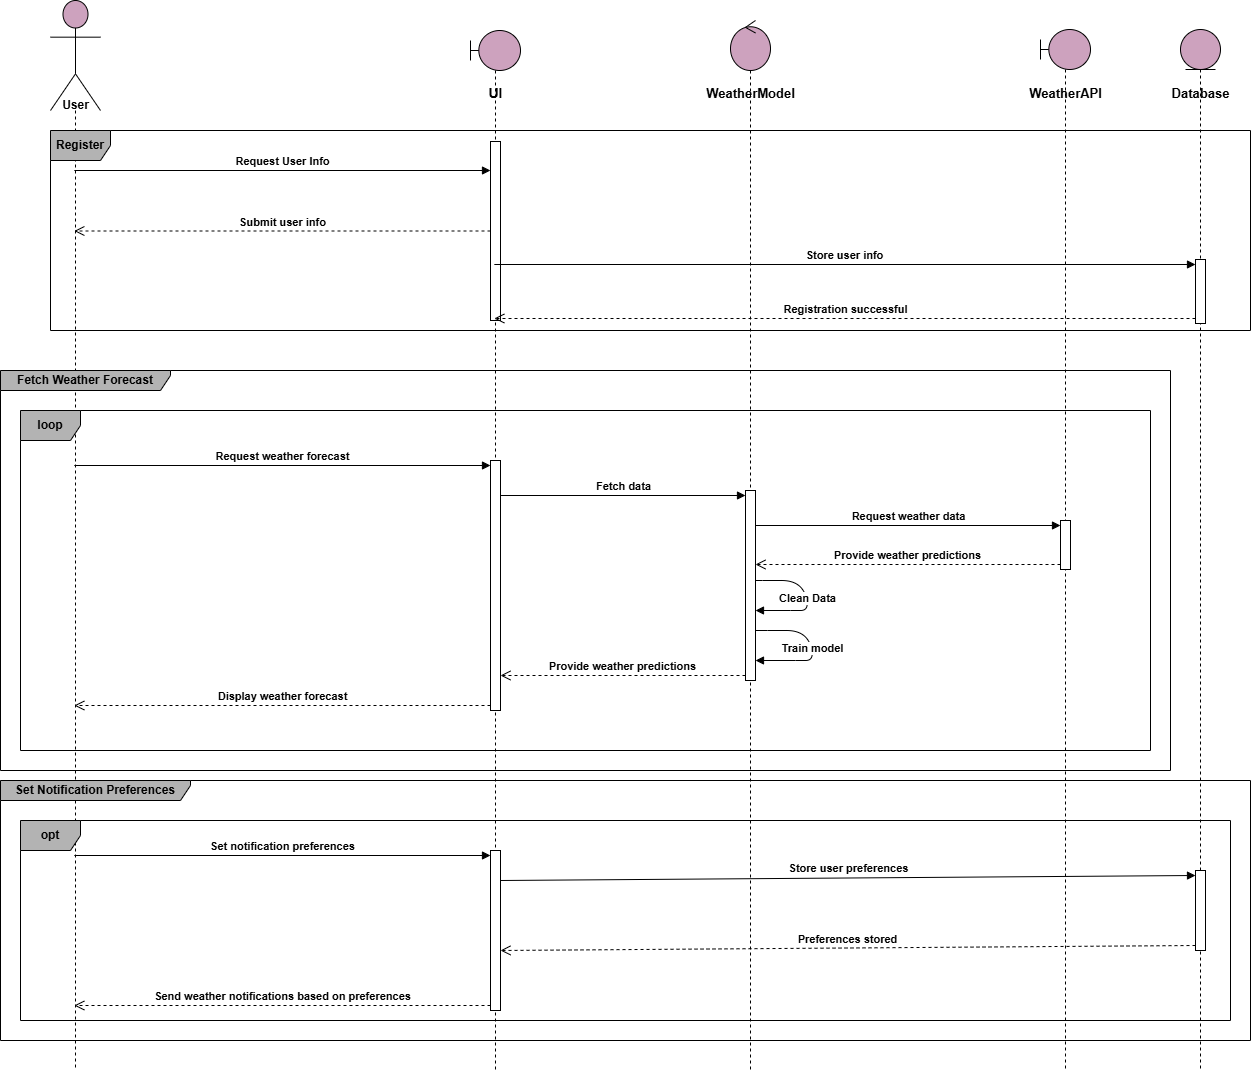 User
UI
WeatherModel
WeatherAPI
Database
Register
Request User Info
Submit user info
Store user info
Registration successful
Fetch Weather Forecast
loop
Request weather forecast
Fetch data
Request weather data
Provide weather predictions
Clean Data
Train model
Provide weather predictions
Display weather forecast
Set Notification Preferences
opt
Set notification preferences
Store user preferences
Preferences stored
Send weather notifications based on preferences